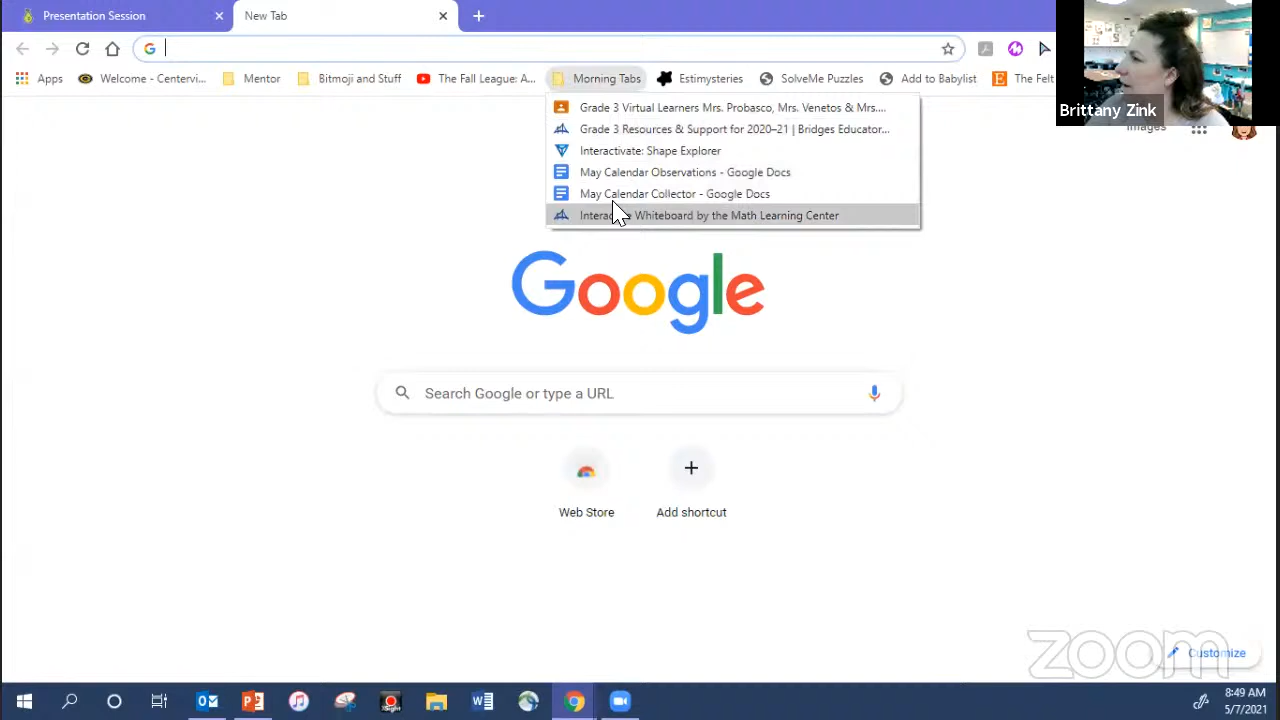 Presentation Session
New Tab
Brittany Zink
Apps
Welcome - Centervi...
Mentor
Bitmoji and Stuff
The Fall League: A...
Morning Tabs
Estimysteries
SolveMe Puzzles
Add to Babylist
The Felt
Images
Grade 3 Virtual Learners Mrs. Probasco, Mrs. Venetos & Mrs....
Grade 3 Resources & Support for 2020–21 | Bridges Educator...
Interactivate: Shape Explorer
May Calendar Observations - Google Docs
May Calendar Collector - Google Docs
Interactive Whiteboard by the Math Learning Center
Google
Search Google or type a URL
Web Store
Add shortcut
zoom
Customize
8:49 AM
5/7/2021